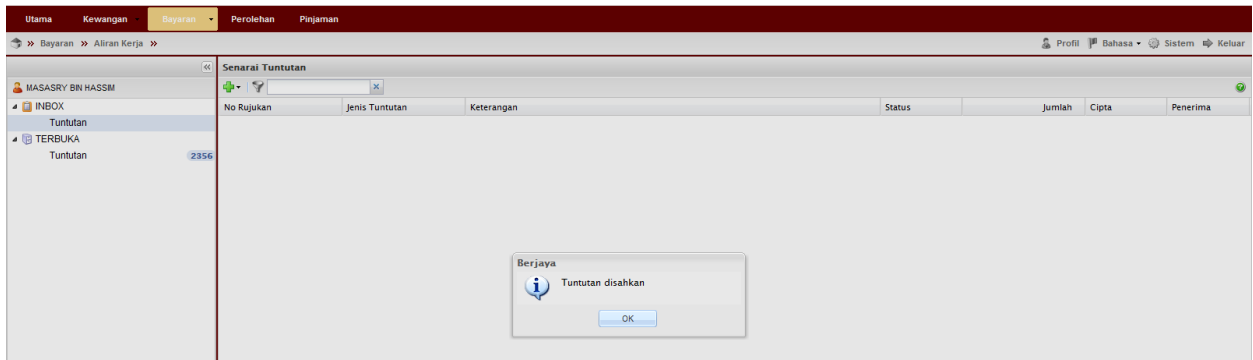 Utama Kewangan Bayaran Perolehan Pinjaman
» Bayaran » Aliran Kerja » Profil Bahasa Sistem Keluar
« Senarai Tuntutan
MASASRY BIN HASSIM
INBOX No Rujukan Jenis Tuntutan Keterangan Status Jumlah Cipta Penerima
Tuntutan
TERBUKA
Tuntutan 2356
Berjaya
Tuntutan disahkan
OK